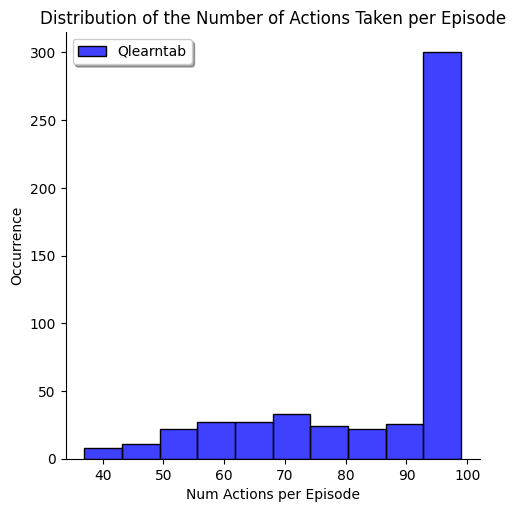 Distribution of the Number of Actions Taken per Episode
Qlearntab
300
250
200
150
100
50
0
Occurrence
40 50 60 70 80 90 100
Num Actions per Episode